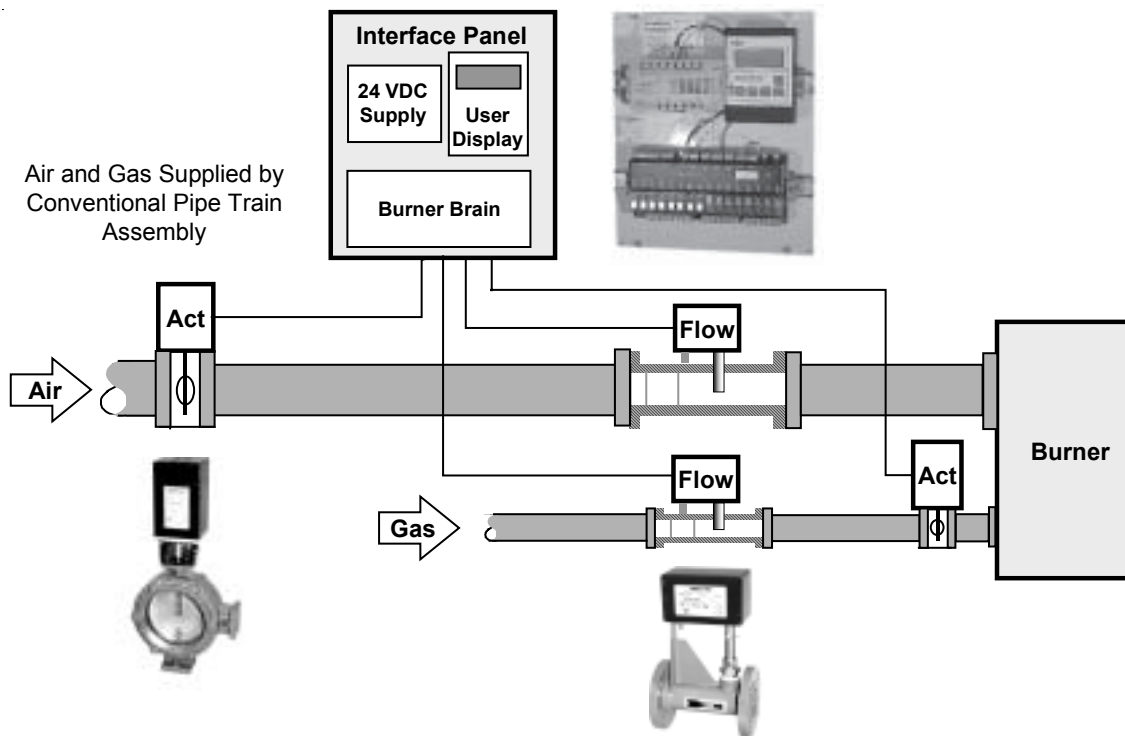 Interface Panel
24 VDC
Supply
User
Display
Burner Brain
Air and Gas Supplied by
Conventional Pipe Train
Assembly
Act
Flow
Air
Burner
Flow
Act
Gas